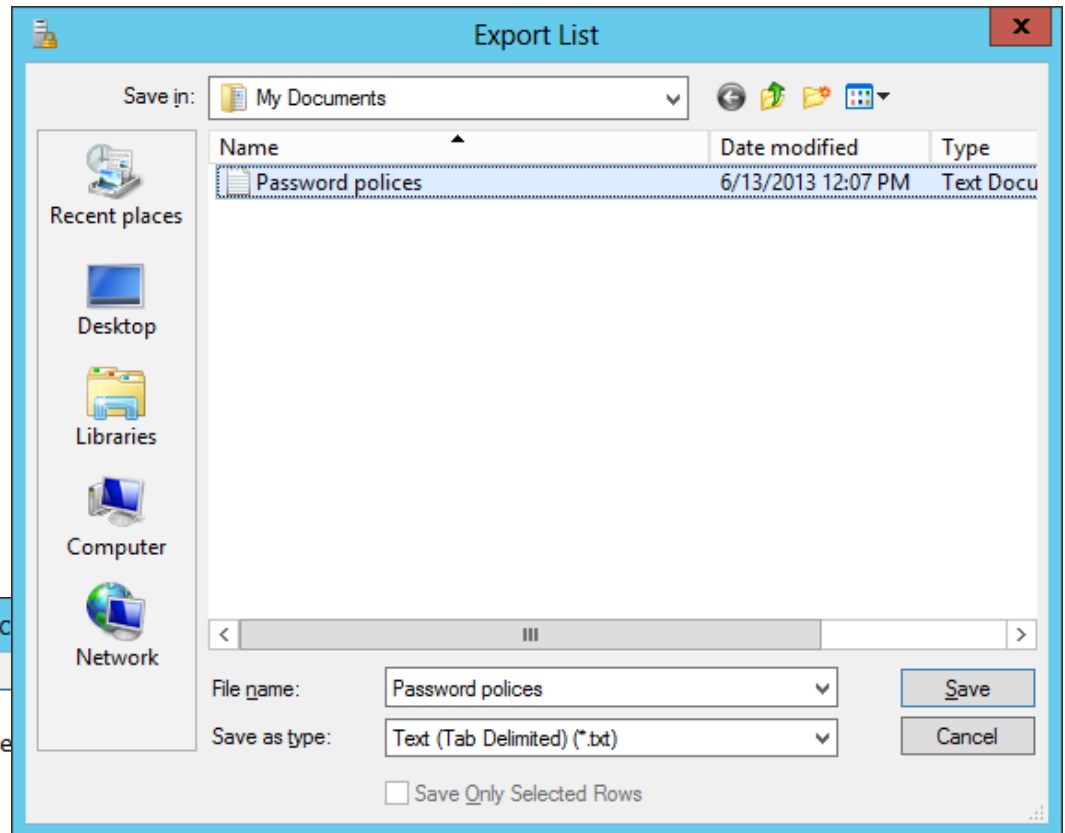 Export List
x
Save in: My Documents
Name Date modified Type
Password polices 6/13/2013 12:07 PM Text Docu
Recent places
Desktop
Libraries
Computer
Network
File name: Password polices Save
Save as type: Text (Tab Delimited) (*.txt) Cancel
Save Only Selected Rows
c
e